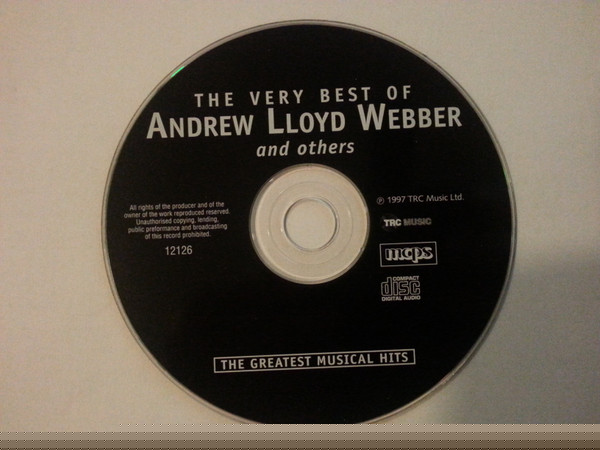 THE VERY BEST OF
ANDREW LLOYD WEBBER
and others
All rights of the producer and of the
owner of the work reproduced reserved.
Unauthorised copying, lending,
public preformance and broadcasting
of this record prohibited.
12126
℗ 1997 TRC Music Ltd.
TRC MUSIC
mcps
COMPACT
disc
DIGITAL AUDIO
THE GREATEST MUSICAL HITS